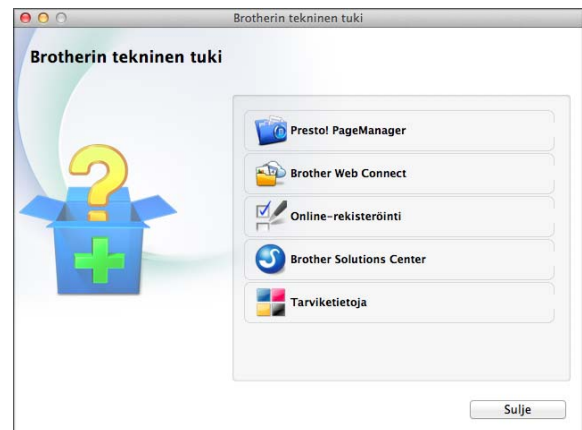 Brotherin tekninen tuki
Brotherin tekninen tuki
Presto! PageManager
Brother Web Connect
Online-rekisteröinti
Brother Solutions Center
Tarviketietoja
Sulje